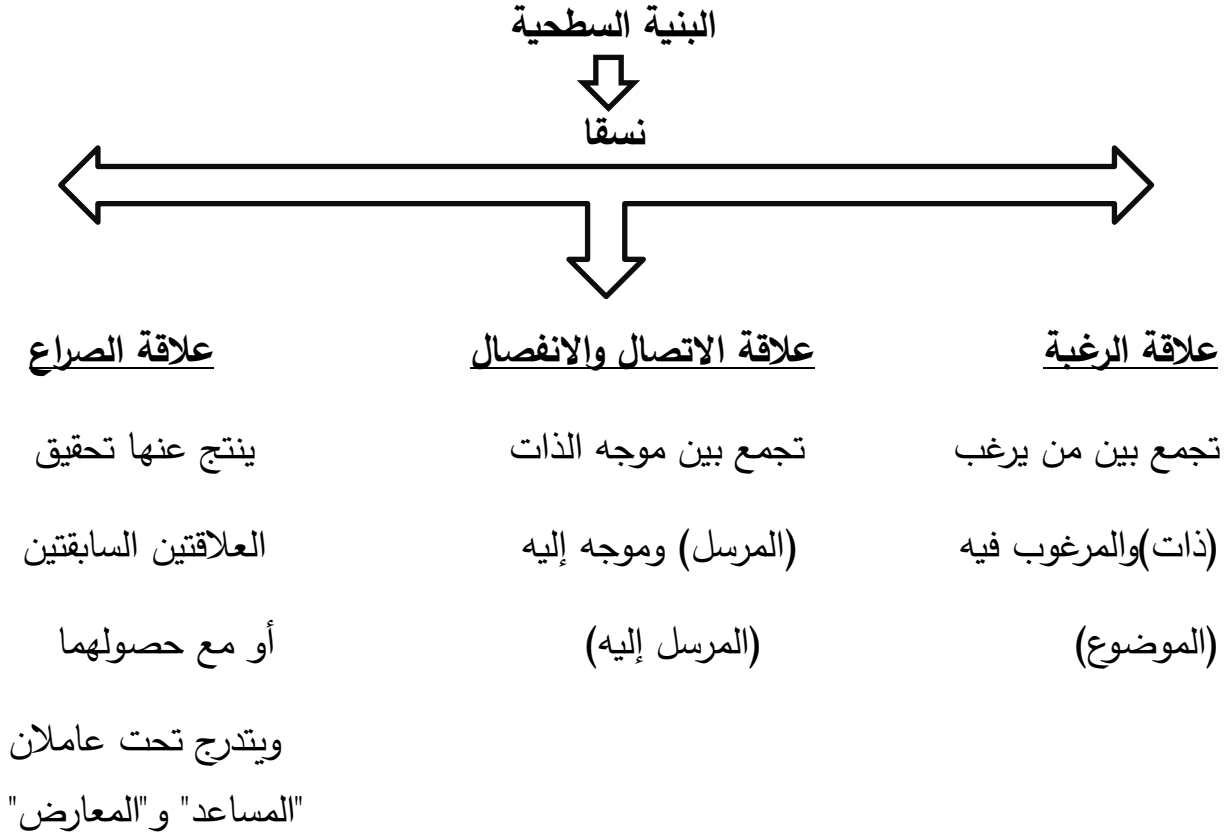 البنية السطحية
نسقا
علاقة الرغبة
تجمع بين من يرغب
(ذات)والمرغوب فيه
(الموضوع)
علاقة الاتصال والانفصال
تجمع بين موجه الذات
(المرسل) وموجه إليه
(المرسل إليه)
علاقة الصراع
ينتج عنها تحقيق
العلاقتين السابقتين
أو مع حصولهما
ويتدرج تحت عاملان
"المساعد" و"المعارض"